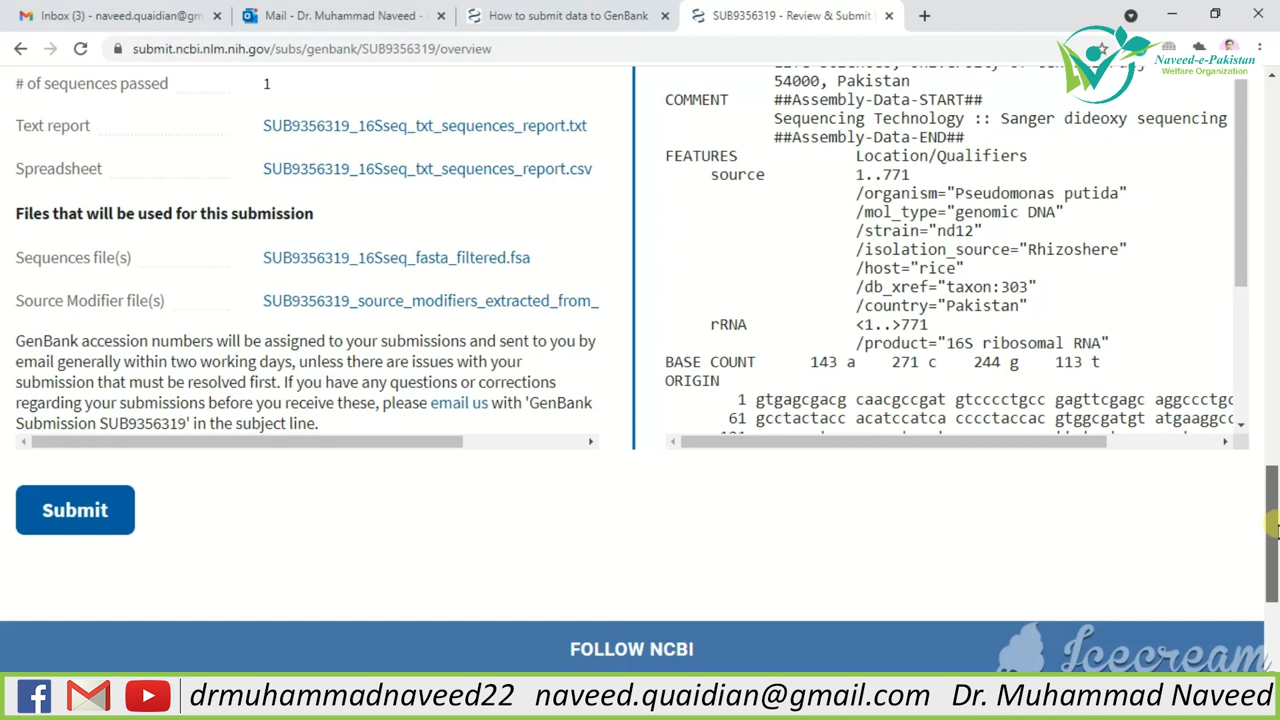 Inbox (3) - naveed.quaidian@gm
Mail - Dr. Muhammad Naveed -
How to submit data to GenBank
SUB9356319 - Review & Submit
submit.ncbi.nlm.nih.gov/subs/genbank/SUB9356319/overview
Naveed-e-Pakistan
Welfare Organization
# of sequences passed 1
Text report SUB9356319_16Sseq_txt_sequences_report.txt
Spreadsheet SUB9356319_16Sseq_txt_sequences_report.csv
Files that will be used for this submission
Sequences file(s) SUB9356319_16Sseq_fasta_filtered.fsa
Source Modifier file(s) SUB9356319_source_modifiers_extracted_from_
GenBank accession numbers will be assigned to your submissions and sent to you by
email generally within two working days, unless there are issues with your
submission that must be resolved first. If you have any questions or corrections
regarding your submissions before you receive these, please email us with 'GenBank
Submission SUB9356319' in the subject line.
Submit
54000, Pakistan
COMMENT ##Assembly-Data-START##
Sequencing Technology :: Sanger dideoxy sequencing
##Assembly-Data-END##
FEATURES Location/Qualifiers
source 1..771
/organism="Pseudomonas putida"
/mol_type="genomic DNA"
/strain="nd12"
/isolation_source="Rhizoshere"
/host="rice"
/db_xref="taxon:303"
/country="Pakistan"
rRNA <1..>771
/product="16S ribosomal RNA"
BASE COUNT 143 a 271 c 244 g 113 t
ORIGIN
1 gtgagcgacg caacgccgat gtcccctgcc gagttcgagc aggccctgc
61 gcctactacc acatccatca cccctaccac gtggcgatgt atgaaggcc
FOLLOW NCBI
Icecream
drmuhammadnaveed22 naveed.quaidian@gmail.com Dr. Muhammad Naveed